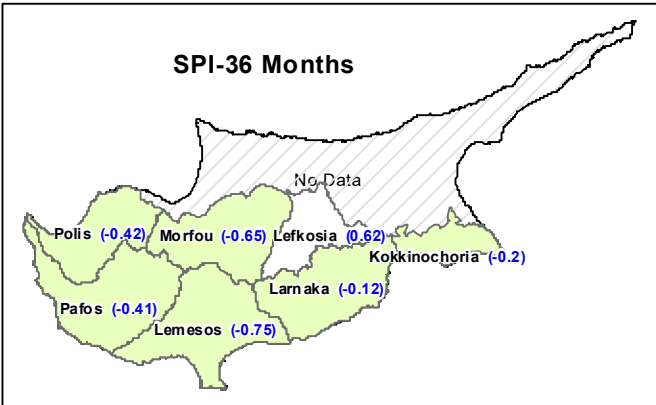 SPI-36 Months
No Data
Polis (-0.42)
Morfou (-0.65)
Lefkosia (0.62)
Kokkinochoria (-0.2)
Pafos (-0.41)
Larnaka (-0.12)
Lemesos (-0.75)